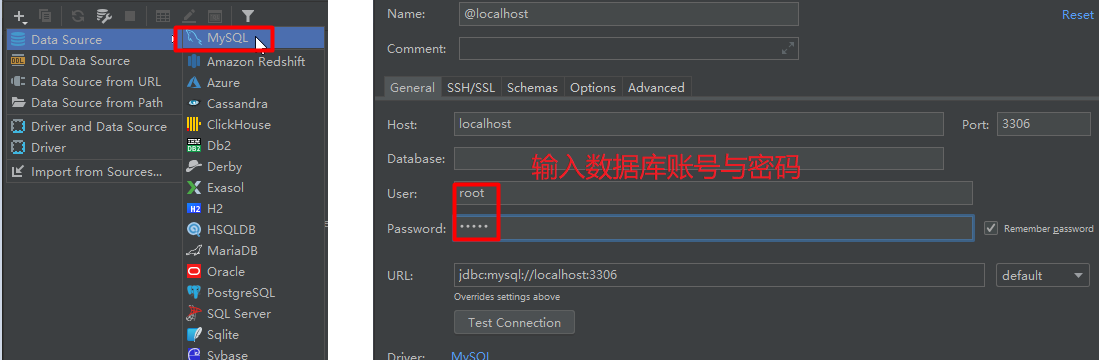 Data Source
DDL Data Source
Data Source from URL
Data Source from Path
Driver and Data Source
Driver
Import from Sources...
MySQL
Amazon Redshift
Azure
Cassandra
ClickHouse
Db2
Derby
Exasol
H2
HSQLDB
MariaDB
Oracle
PostgreSQL
SQL Server
Sqlite
Sybase
Name: @localhost
Reset
Comment:
General SSH/SSL Schemas Options Advanced
Host: localhost Port: 3306
Database:
输入数据库账号与密码
User: root
Password: ••••• Remember password
URL: jdbc:mysql://localhost:3306 default
Overrides settings above
Test Connection
Driver: MySQL